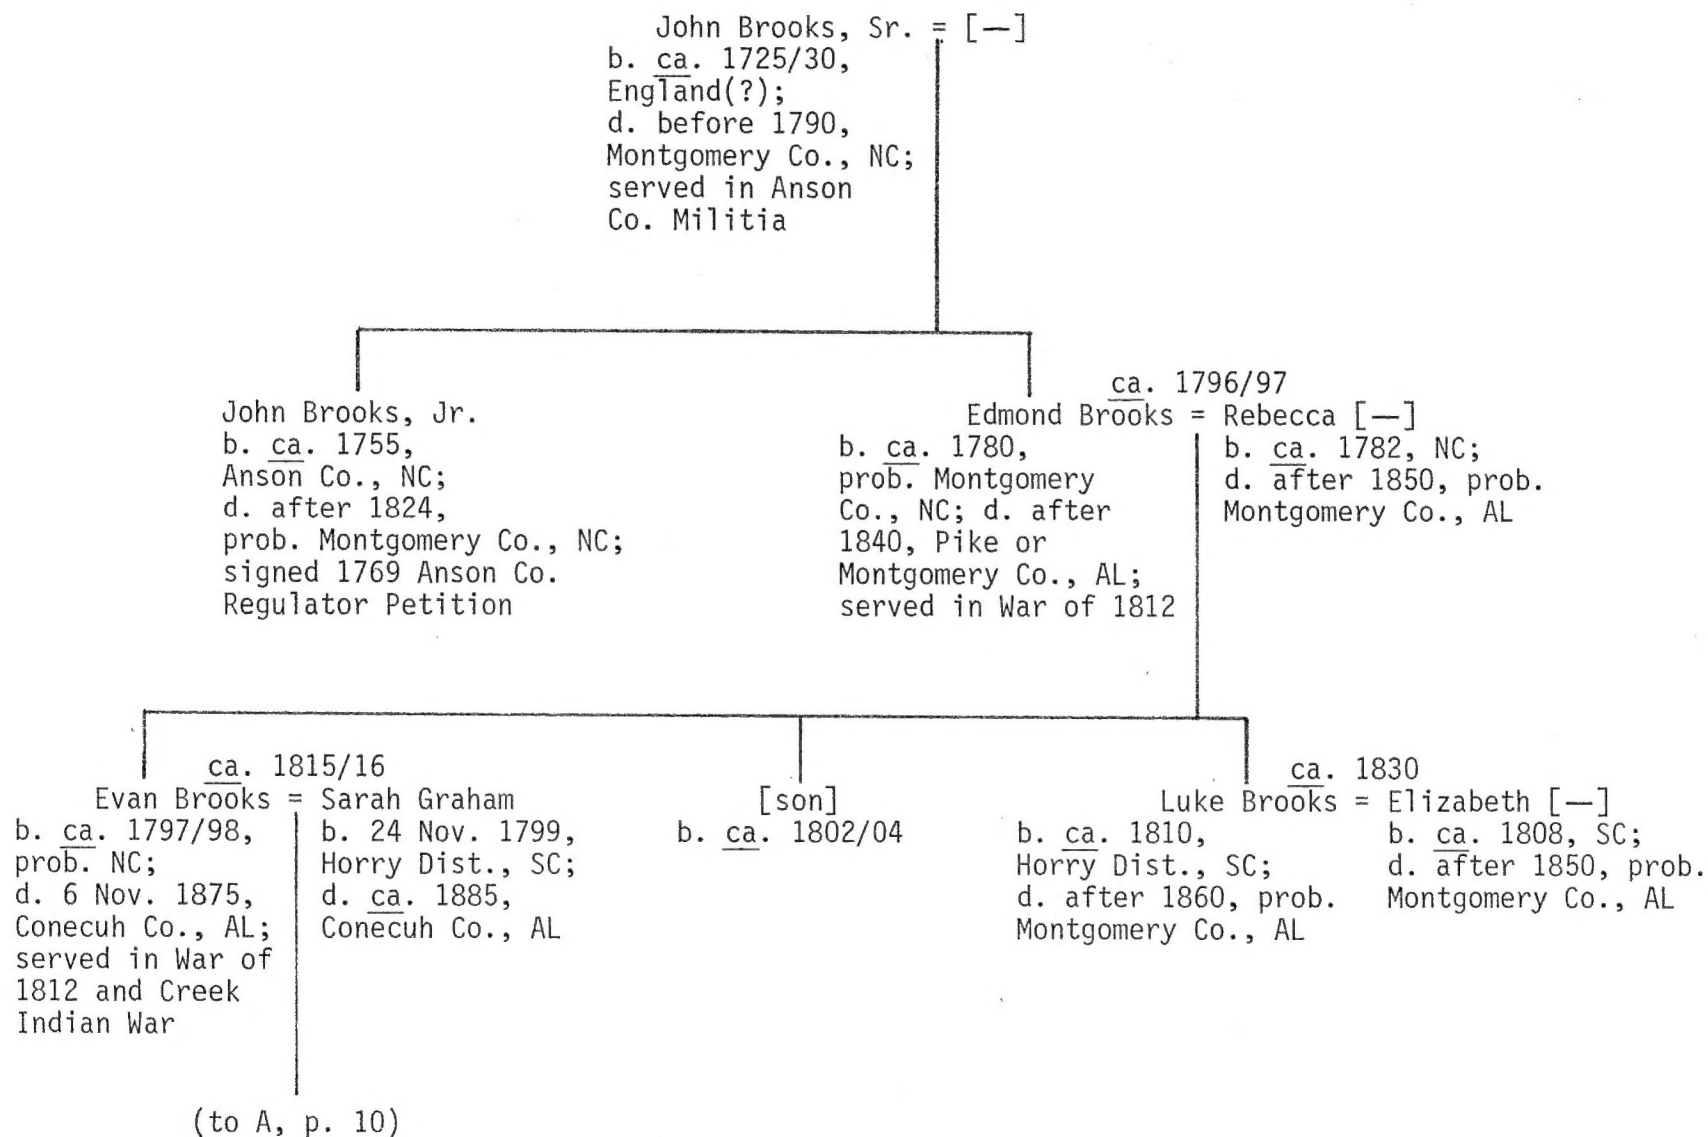 John Brooks, Sr. = [—]
b. ca. 1725/30,
England(?);
d. before 1790,
Montgomery Co., NC;
served in Anson
Co. Militia
John Brooks, Jr.
b. ca. 1755,
Anson Co., NC;
d. after 1824,
prob. Montgomery Co., NC;
signed 1769 Anson Co.
Regulator Petition
ca. 1796/97
Edmond Brooks = Rebecca [—]
b. ca. 1780,
prob. Montgomery
Co., NC; d. after
1840, Pike or
Montgomery Co., AL;
served in War of 1812
b. ca. 1782, NC;
d. after 1850, prob.
Montgomery Co., AL
ca. 1815/16
Evan Brooks = Sarah Graham
b. ca. 1797/98,
prob. NC;
d. 6 Nov. 1875,
Conecuh Co., AL;
served in War of
1812 and Creek
Indian War
b. 24 Nov. 1799,
Horry Dist., SC;
d. ca. 1885,
Conecuh Co., AL
(to A, p. 10)
[son]
b. ca. 1802/04
ca. 1830
Luke Brooks = Elizabeth [—]
b. ca. 1810,
Horry Dist., SC;
d. after 1860, prob.
Montgomery Co., AL
b. ca. 1808, SC;
d. after 1850, prob.
Montgomery Co., AL